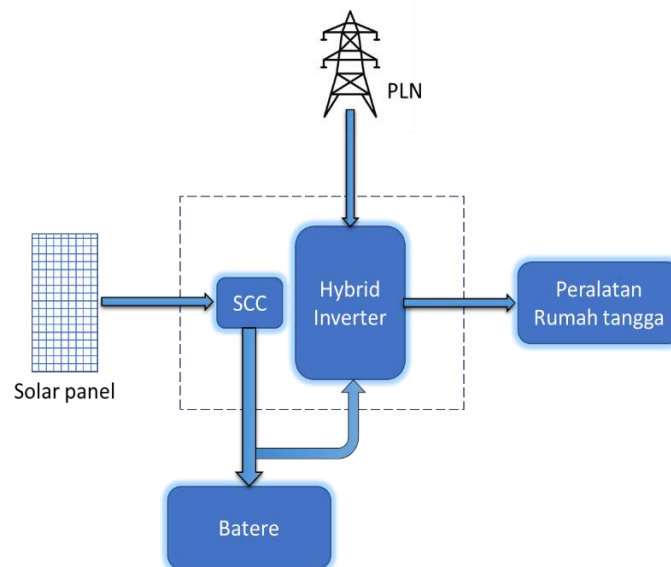 PLN
Solar panel
SCC
Hybrid
Inverter
Peralatan
Rumah tangga
Batere